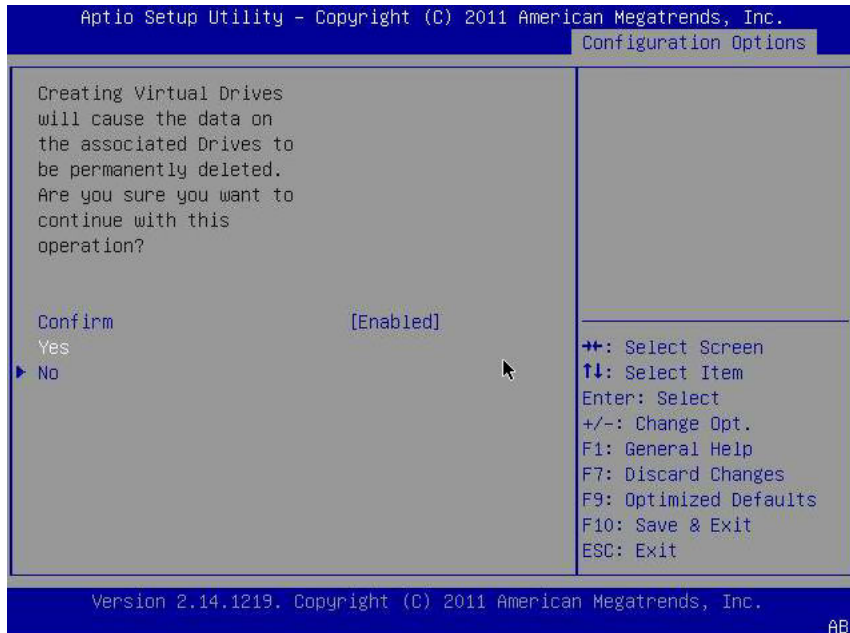 Aptio Setup Utility – Copyright (C) 2011 American Megatrends, Inc.
Configuration Options
Creating Virtual Drives
will cause the data on
the associated Drives to
be permanently deleted.
Are you sure you want to
continue with this
operation?
Confirm [Enabled]
Yes
No
→←: Select Screen
↑↓: Select Item
Enter: Select
+/-: Change Opt.
F1: General Help
F7: Discard Changes
F9: Optimized Defaults
F10: Save & Exit
ESC: Exit
Version 2.14.1219. Copyright (C) 2011 American Megatrends, Inc.
AB